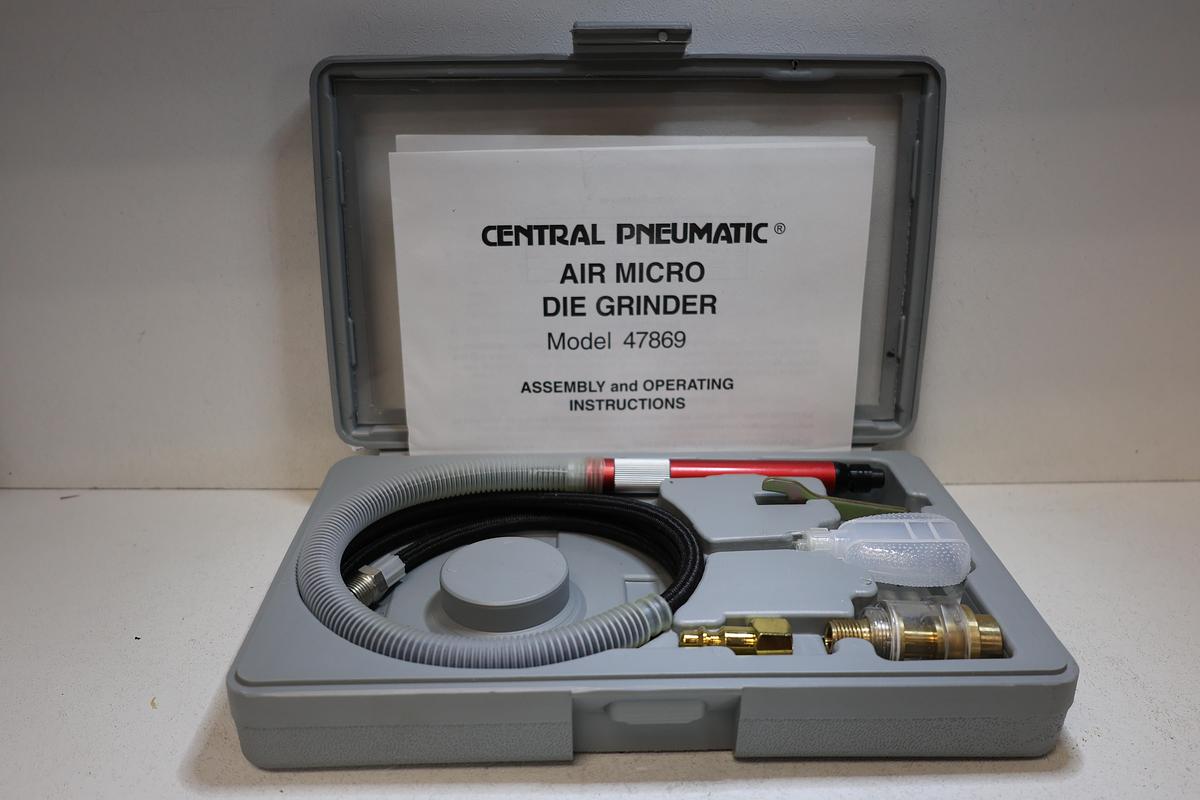 CENTRAL PNEUMATIC®
AIR MICRO
DIE GRINDER
Model 47869
ASSEMBLY and OPERATING
INSTRUCTIONS